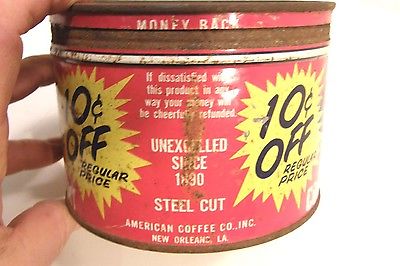 MONEY BACK
If dissatisfied with
this product in any
way your money will
be cheerfully refunded.
10¢
OFF
REGULAR
PRICE
UNEXCELLED
SINCE
1890
STEEL CUT
10¢
OFF
REGULAR
PRICE
AMERICAN COFFEE CO., INC.
NEW ORLEANS, LA.